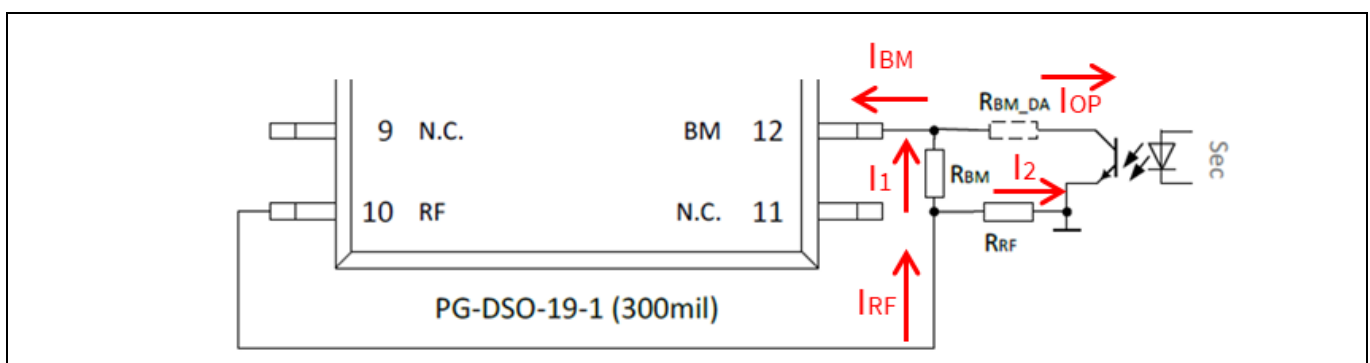 IBM
RBM_DA IOP
9 N.C. BM 12
Sec
I1 RBM I2
10 RF N.C. 11
RRF
IRF
PG-DSO-19-1 (300mil)